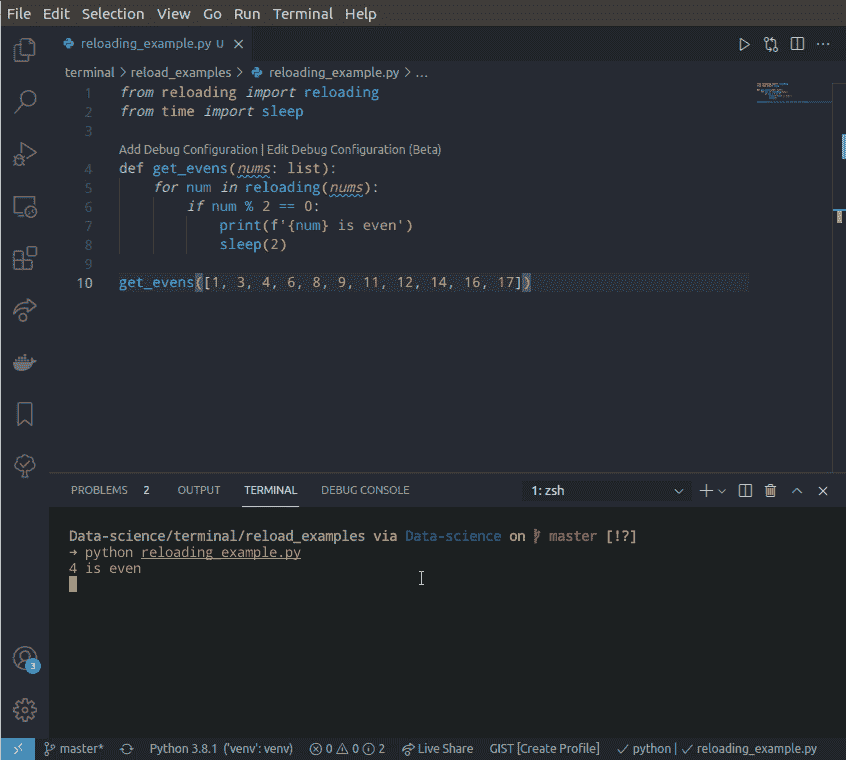 File Edit Selection View Go Run Terminal Help
reloading_example.py U
terminal > reload_examples > reloading_example.py > ...
1 from reloading import reloading
2 from time import sleep
3
Add Debug Configuration | Edit Debug Configuration (Beta)
4 def get_evens(nums: list):
5 for num in reloading(nums):
6 if num % 2 == 0:
7 print(f'{num} is even')
8 sleep(2)
9
10 get_evens([1, 3, 4, 6, 8, 9, 11, 12, 14, 16, 17])
PROBLEMS 2 OUTPUT TERMINAL DEBUG CONSOLE 1: zsh
Data-science/terminal/reload_examples via Data-science on master [!?]
→ python reloading_example.py
4 is even
3
master* Python 3.8.1 ('venv': venv) 0 0 2 Live Share GIST [Create Profile] ✓ python | ✓ reloading_example.py